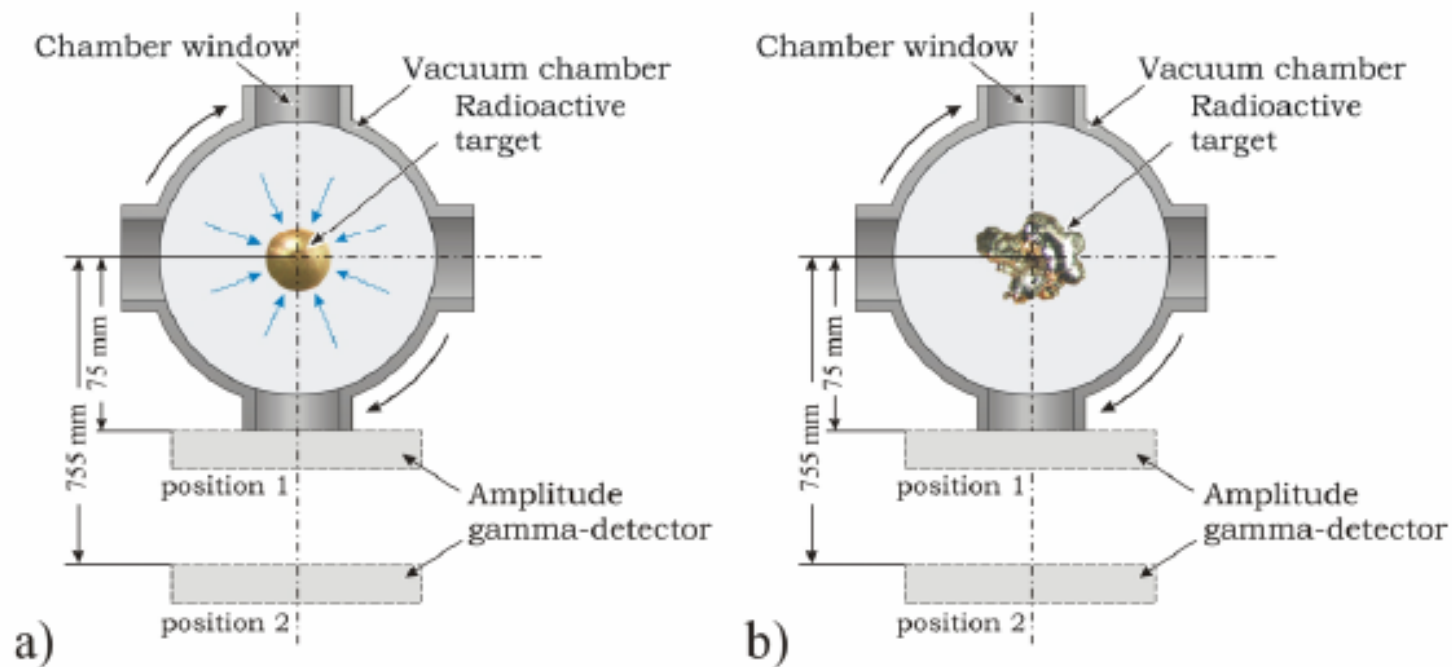 Chamber window
Vacuum chamber
Radioactive
target
75 mm
755 mm
position 1
Amplitude
gamma-detector
position 2
a)
Chamber window
Vacuum chamber
Radioactive
target
75 mm
755 mm
position 1
Amplitude
gamma-detector
position 2
b)